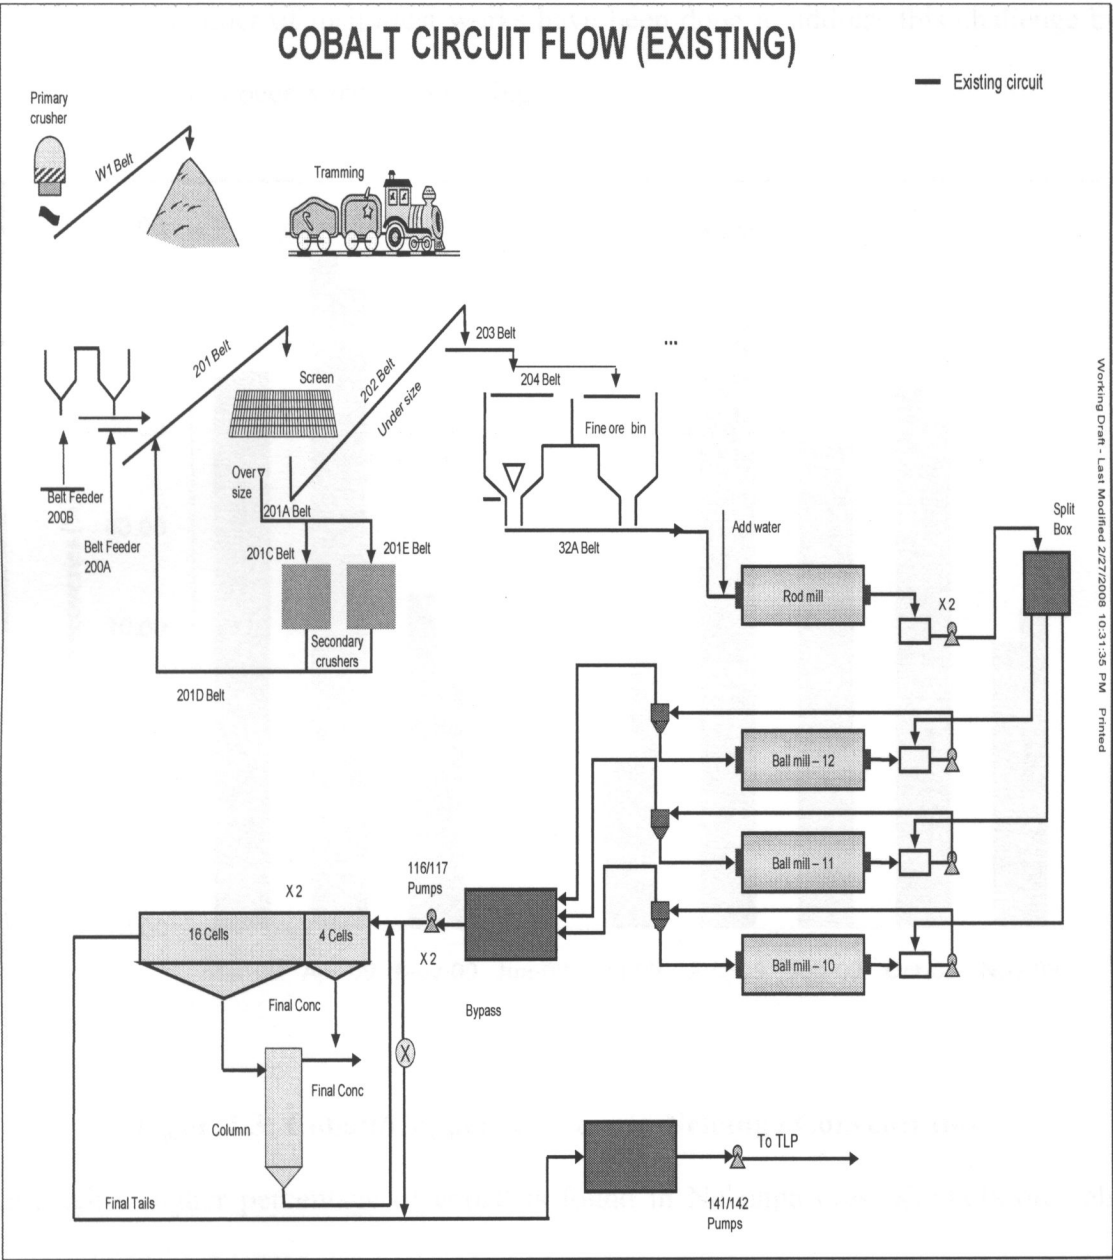 COBALT CIRCUIT FLOW (EXISTING)
Existing circuit
Primary
crusher
W1 Belt
Tramming
201 Belt
Screen
202 Belt
Under size
203 Belt
...
204 Belt
Fine ore bin
Over
size
Belt Feeder
200B
Belt Feeder
200A
201A Belt
201C Belt
201E Belt
Secondary
crushers
201D Belt
32A Belt
Add water
Rod mill
X 2
Split
Box
Ball mill – 12
Ball mill – 11
Ball mill – 10
116/117
Pumps
X 2
X 2
16 Cells
4 Cells
Bypass
Final Conc
X
Final Conc
Column
Final Tails
To TLP
141/142
Pumps
Working Draft - Last Modified 2/27/2008 10:31:35 PM Printed